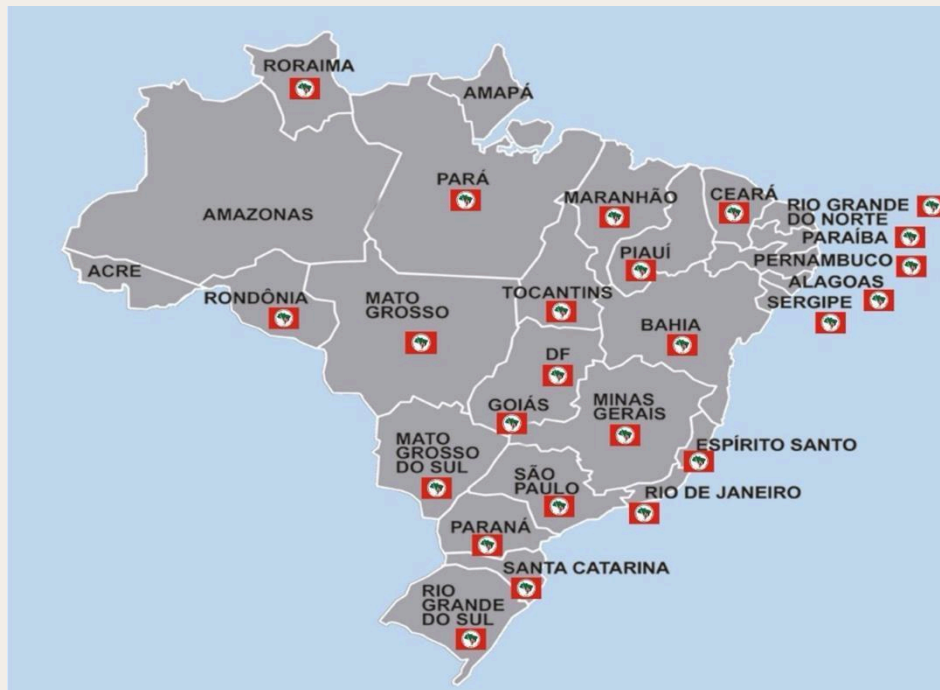 RORAIMA
AMAPÁ
PARÁ
MARANHÃO
CEARÁ
RIO GRANDE
DO NORTE
AMAZONAS
PARAÍBA
PIAUÍ
PERNAMBUCO
ACRE
ALAGOAS
RONDÔNIA
MATO
GROSSO
TOCANTINS
SERGIPE
BAHIA
DF
GOIÁS
MINAS
GERAIS
MATO
GROSSO
DO SUL
ESPÍRITO SANTO
SÃO
PAULO
RIO DE JANEIRO
PARANÁ
SANTA CATARINA
RIO
GRANDE
DO SUL